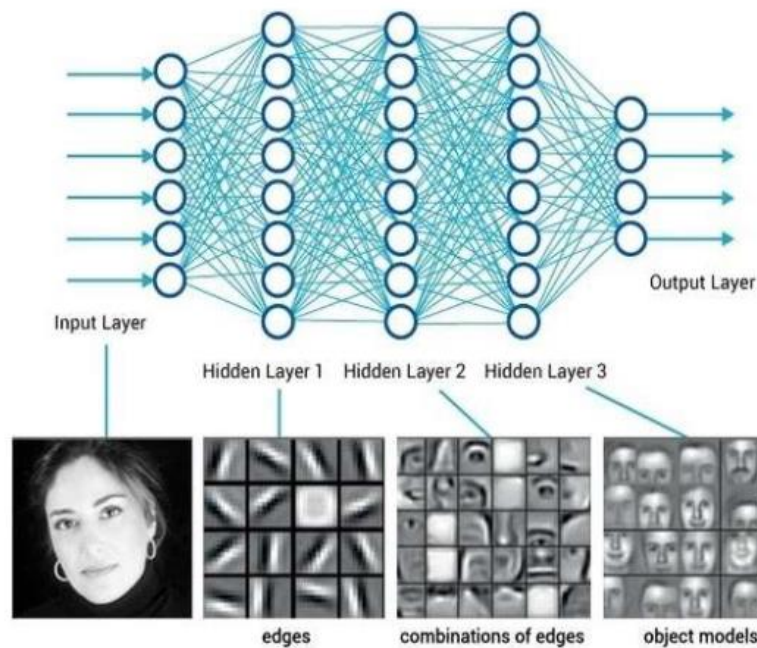 Output Layer
Input Layer
Hidden Layer 1 Hidden Layer 2 Hidden Layer 3
edges combinations of edges object models